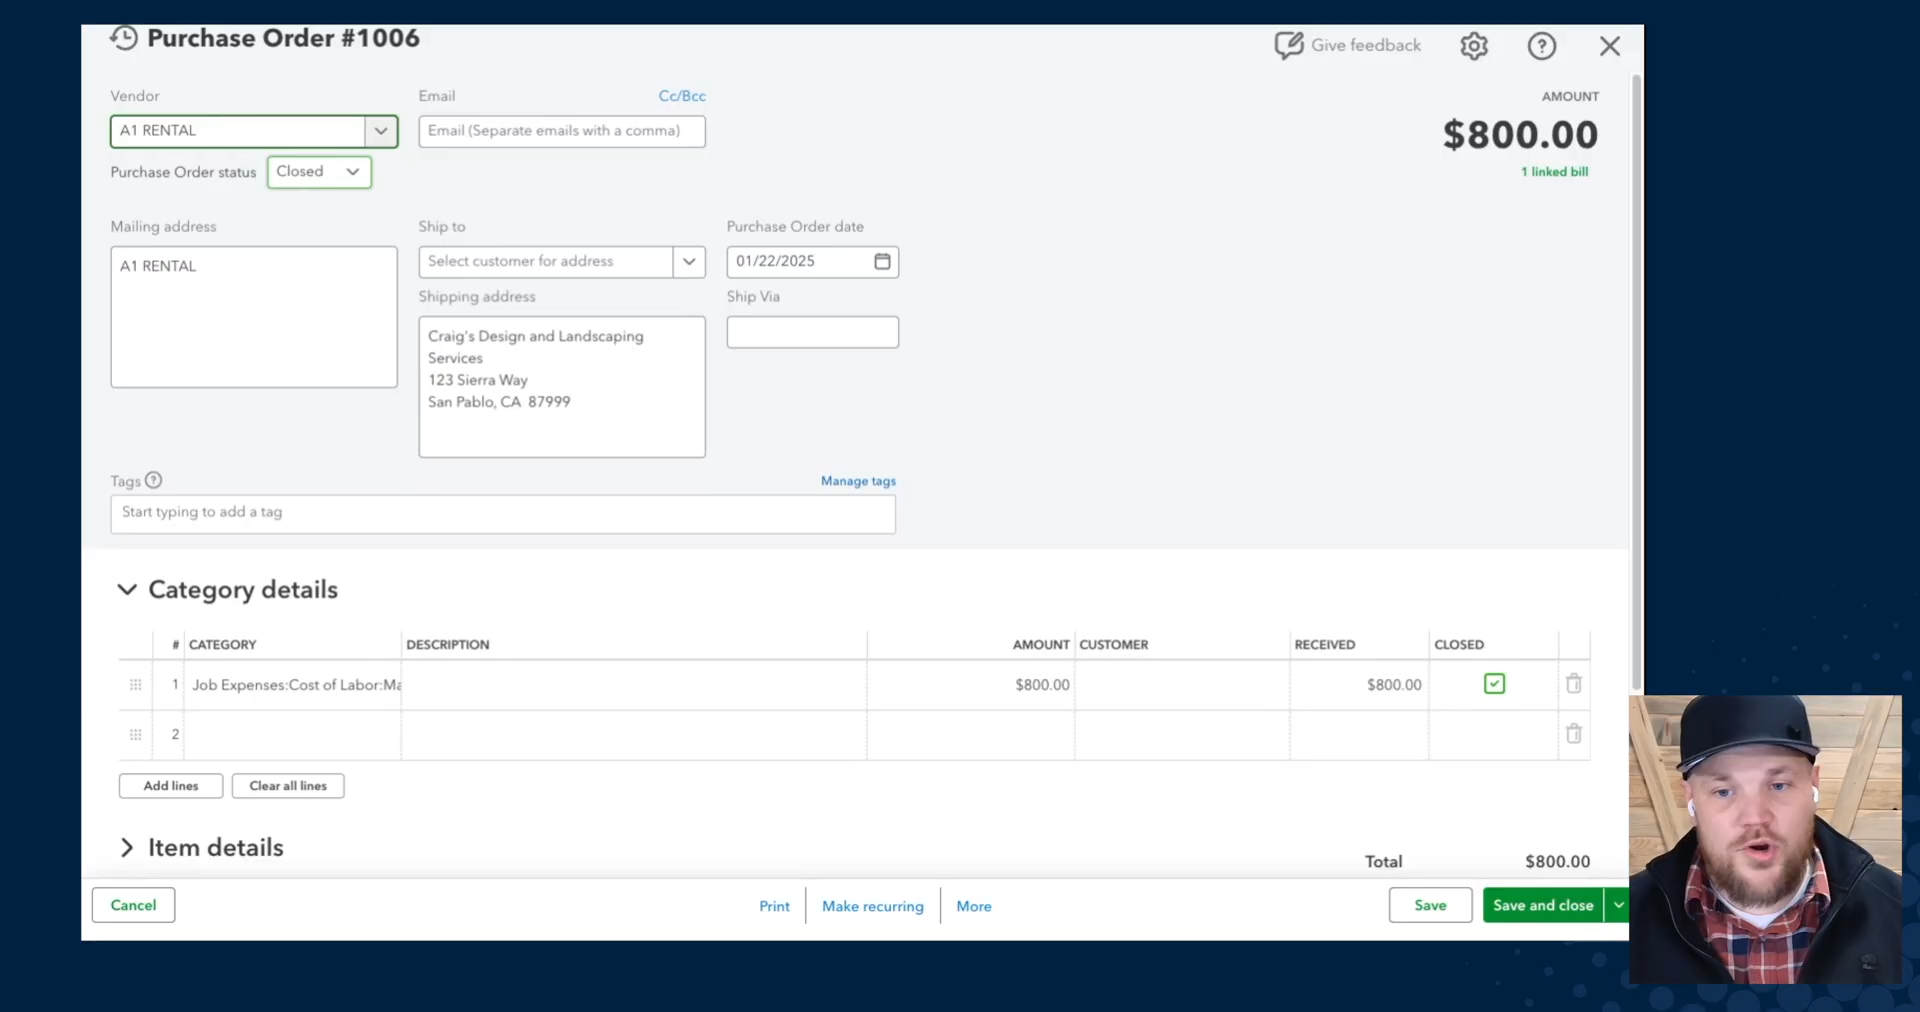 Purchase Order #1006
Give feedback
Vendor
Email
Cc/Bcc
AMOUNT
A1 RENTAL
Email (Separate emails with a comma)
$800.00
Purchase Order status
Closed
1 linked bill
Mailing address
Ship to
Purchase Order date
A1 RENTAL
Select customer for address
01/22/2025
Shipping address
Ship Via
Craig's Design and Landscaping
Services
123 Sierra Way
San Pablo, CA 87999
Tags
Manage tags
Start typing to add a tag
Category details
# CATEGORY DESCRIPTION AMOUNT CUSTOMER RECEIVED CLOSED
1 Job Expenses:Cost of Labor:Ma $800.00 $800.00
2
Add lines
Clear all lines
Item details
Total $800.00
Cancel
Print
Make recurring
More
Save
Save and close